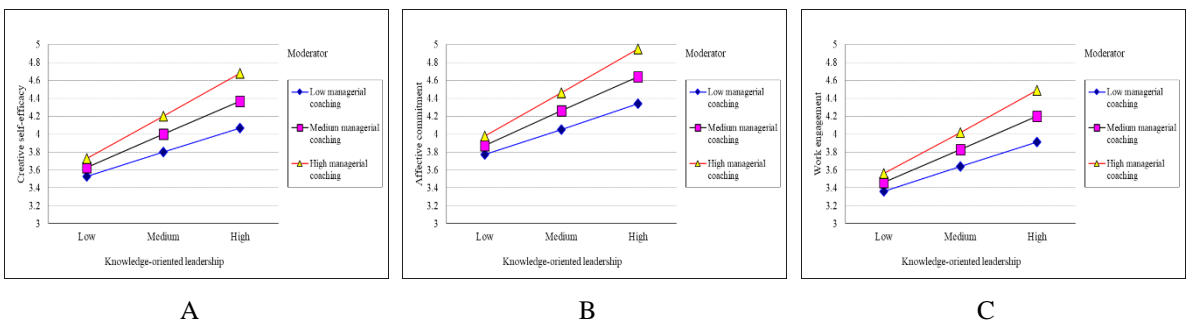 5
4.8
4.6
4.4
4.2
4
3.8
3.6
3.4
3.2
3
Creative self-efficacy
Low
Medium
High
Knowledge-oriented leadership
Moderator
Low managerial
coaching
Medium managerial
coaching
High managerial
coaching
A
5
4.8
4.6
4.4
4.2
4
3.8
3.6
3.4
3.2
3
Affective commitment
Low
Medium
High
Knowledge-oriented leadership
Moderator
Low managerial
coaching
Medium managerial
coaching
High managerial
coaching
B
5
4.8
4.6
4.4
4.2
4
3.8
3.6
3.4
3.2
3
Work engagement
Low
Medium
High
Knowledge-oriented leadership
Moderator
Low managerial
coaching
Medium managerial
coaching
High managerial
coaching
C